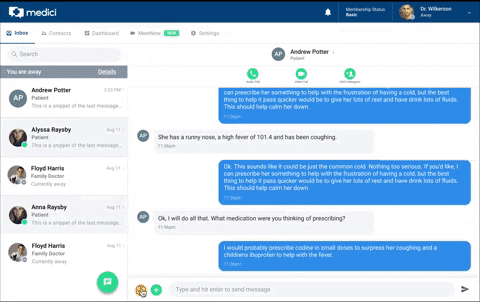 medici
Membership Status
Basic
Dr. Wilkerson
Away
Inbox
Contacts
Dashboard
MeetNow NEW
Settings
Search
You are away
Details
AP
Andrew Potter
2:53 PM
Patient
This is a snippet of the last message...
Alyssa Raysby
Aug 11
Patient
This is a snippet of the last message...
Floyd Harris
Aug 11
Family Doctor
Currently away
Anna Raysby
Aug 11
Patient
This is a snippet of the last message...
Floyd Harris
Aug 11
Family Doctor
Currently away
Andrew Potter
Patient
Audio Call
Video Call
can prescribe her something to help with the frustration of having a cold, but the best
thing to help it pass quicker would be to give her lots of rest and have drink lots of fluids.
This should help calm her down.
11:56pm
AP
She has a runny nose, a high fever of 101.4 and has been coughing.
11:56pm
Ok, This sounds like it could be just the common cold. Nothing too serious. If you'd like, I
can prescribe her something to help with the frustration of having a cold, but the best
thing to help it pass quicker would be to give her lots of rest and have drink lots of fluids.
This should help calm her down.
11:56pm
AP
Ok, I will do all that. What medication were you thinking of prescribing?
11:56pm
I would probably prescribe codine in small doses to surpress her coughing and a
childrens ibuprofen to help with the fever.
11:56pm
Type and hit enter to send message